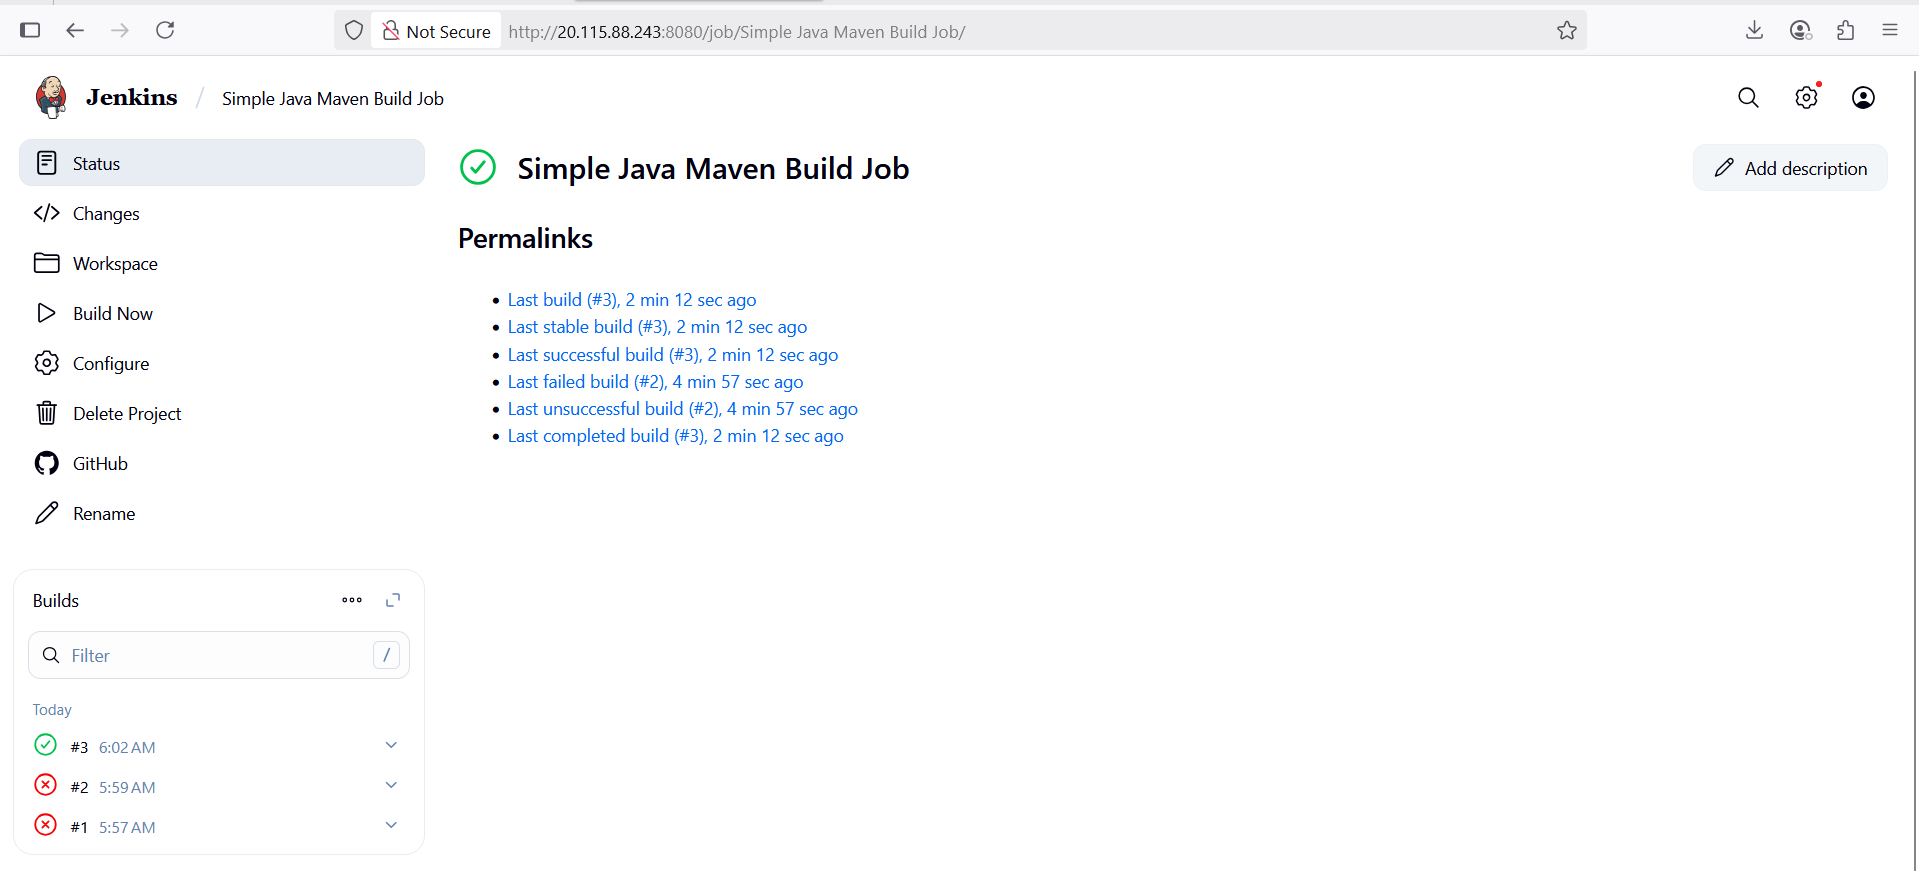 Not Secure http://20.115.88.243:8080/job/Simple Java Maven Build Job/
Jenkins / Simple Java Maven Build Job
Status
Changes
Workspace
Build Now
Configure
Delete Project
GitHub
Rename
Simple Java Maven Build Job
Add description
Permalinks
Last build (#3), 2 min 12 sec ago
Last stable build (#3), 2 min 12 sec ago
Last successful build (#3), 2 min 12 sec ago
Last failed build (#2), 4 min 57 sec ago
Last unsuccessful build (#2), 4 min 57 sec ago
Last completed build (#3), 2 min 12 sec ago
Builds
Filter /
Today
#3 6:02 AM
#2 5:59 AM
#1 5:57 AM